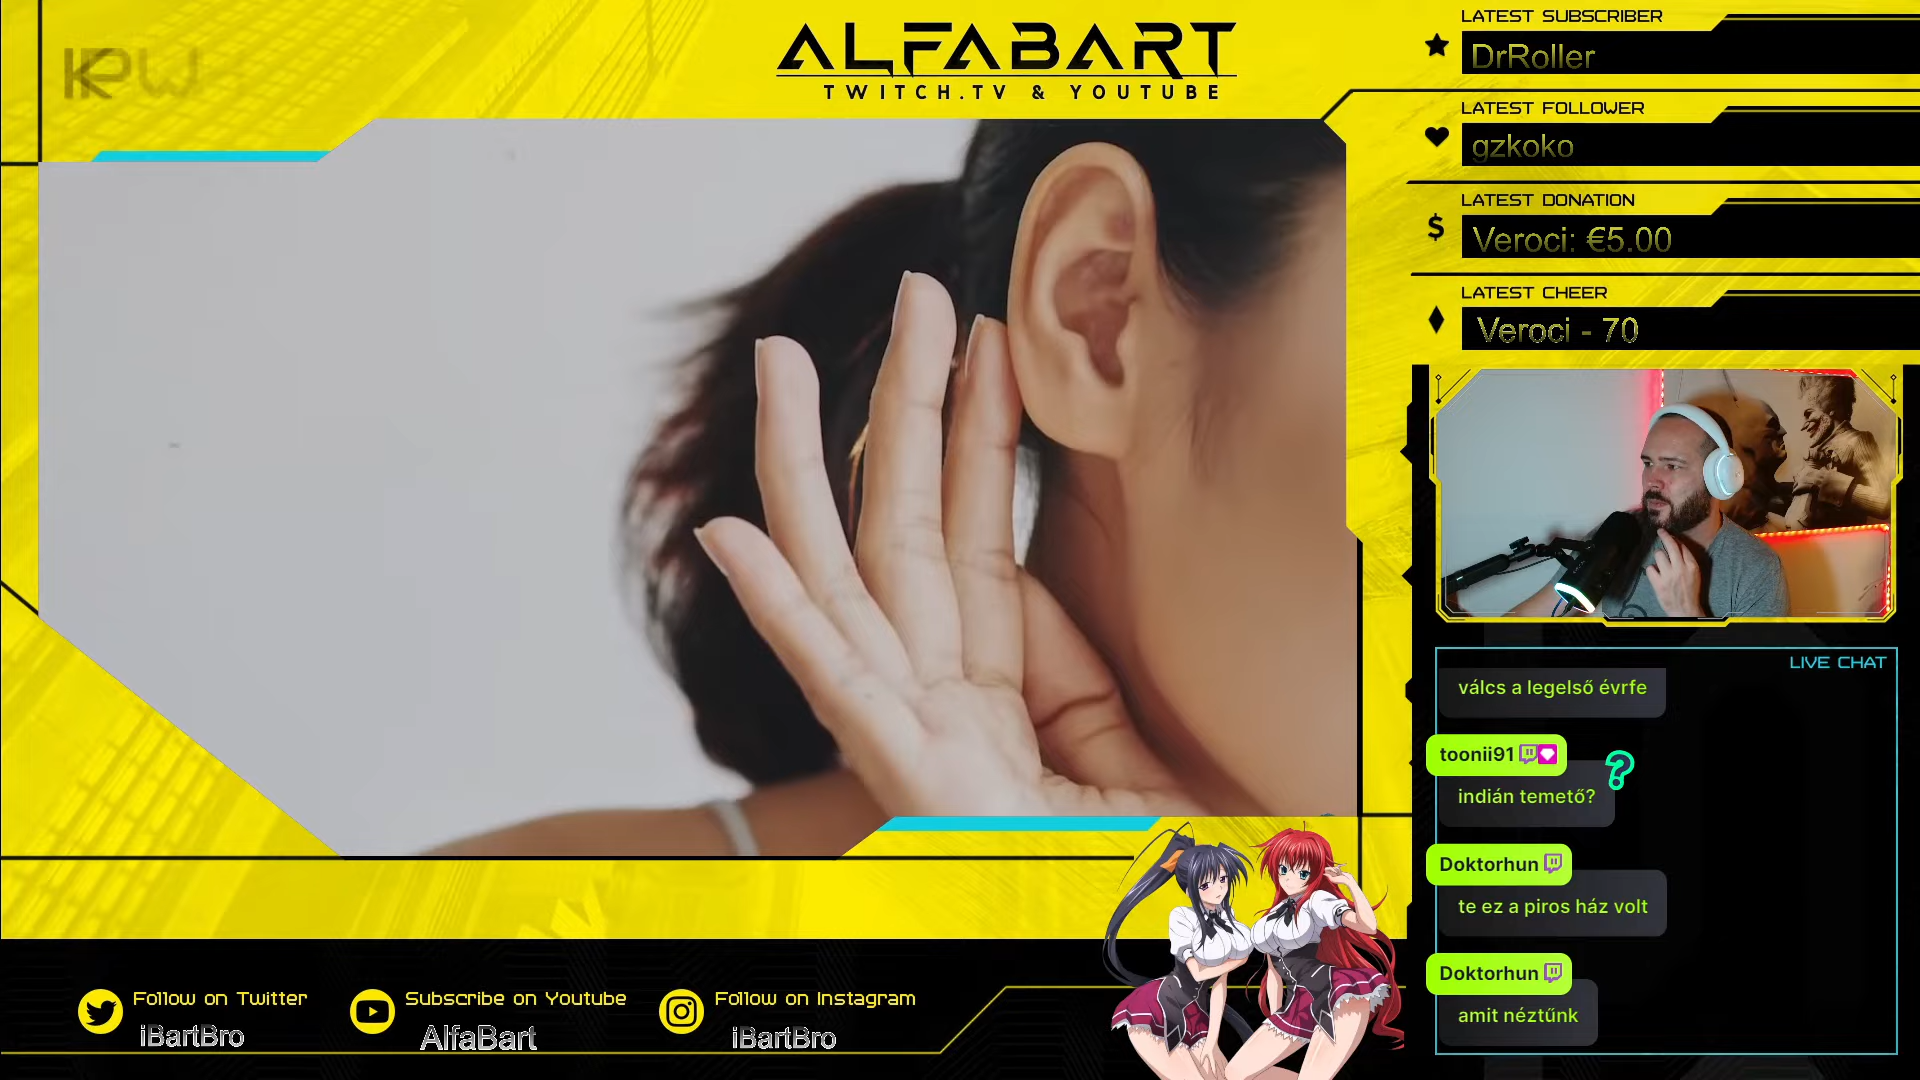 ALFABART
TWITCH.TV & YOUTUBE
LATEST SUBSCRIBER
DrRoller
LATEST FOLLOWER
gzkoko
LATEST DONATION
$
Veroci: €5.00
LATEST CHEER
Veroci - 70
LIVE CHAT
válcs a legelső évrfe
toonii91
?
indián temető?
Doktorhun
te ez a piros ház volt
Doktorhun
amit néztűnk
Follow on Twitter
iBartBro
Subscribe on Youtube
AlfaBart
Follow on Instagram
iBartBro